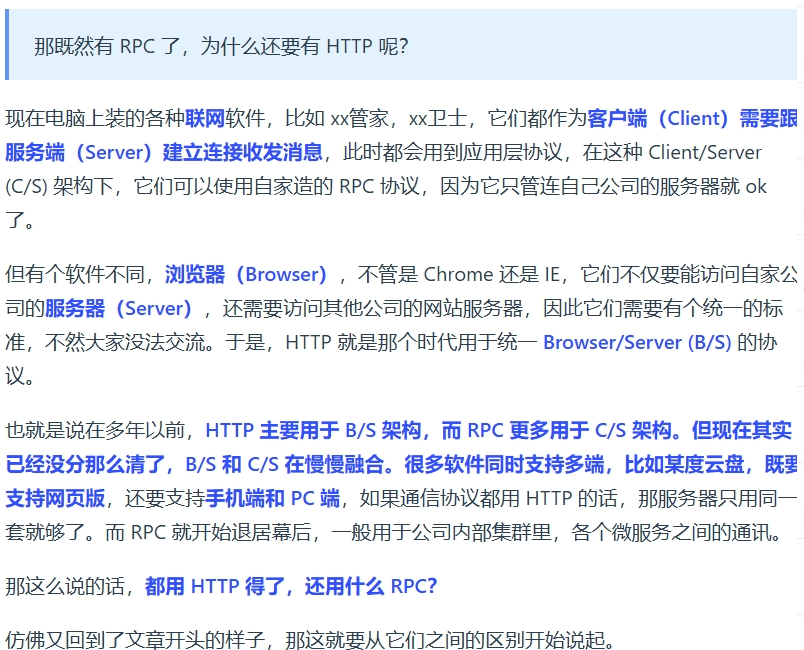 那既然有 RPC 了，为什么还要有 HTTP 呢？
现在电脑上装的各种联网软件，比如 xx管家，xx卫士，它们都作为客户端（Client）需要跟
服务端（Server）建立连接收发消息，此时都会用到应用层协议，在这种 Client/Server
(C/S) 架构下，它们可以使用自家造的 RPC 协议，因为它只管连自己公司的服务器就 ok
了。
但有个软件不同，浏览器（Browser），不管是 Chrome 还是 IE，它们不仅要能访问自家公
司的服务器（Server），还需要访问其他公司的网站服务器，因此它们需要有个统一的标
准，不然大家没法交流。于是，HTTP 就是那个时代用于统一 Browser/Server (B/S) 的协
议。
也就是说在多年以前，HTTP 主要用于 B/S 架构，而 RPC 更多用于 C/S 架构。但现在其实
已经没分那么清了，B/S 和 C/S 在慢慢融合。很多软件同时支持多端，比如某度云盘，既要
支持网页版，还要支持手机端和 PC 端，如果通信协议都用 HTTP 的话，那服务器只用同一
套就够了。而 RPC 就开始退居幕后，一般用于公司内部集群里，各个微服务之间的通讯。
那这么说的话，都用 HTTP 得了，还用什么 RPC？
仿佛又回到了文章开头的样子，那这就要从它们之间的区别开始说起。